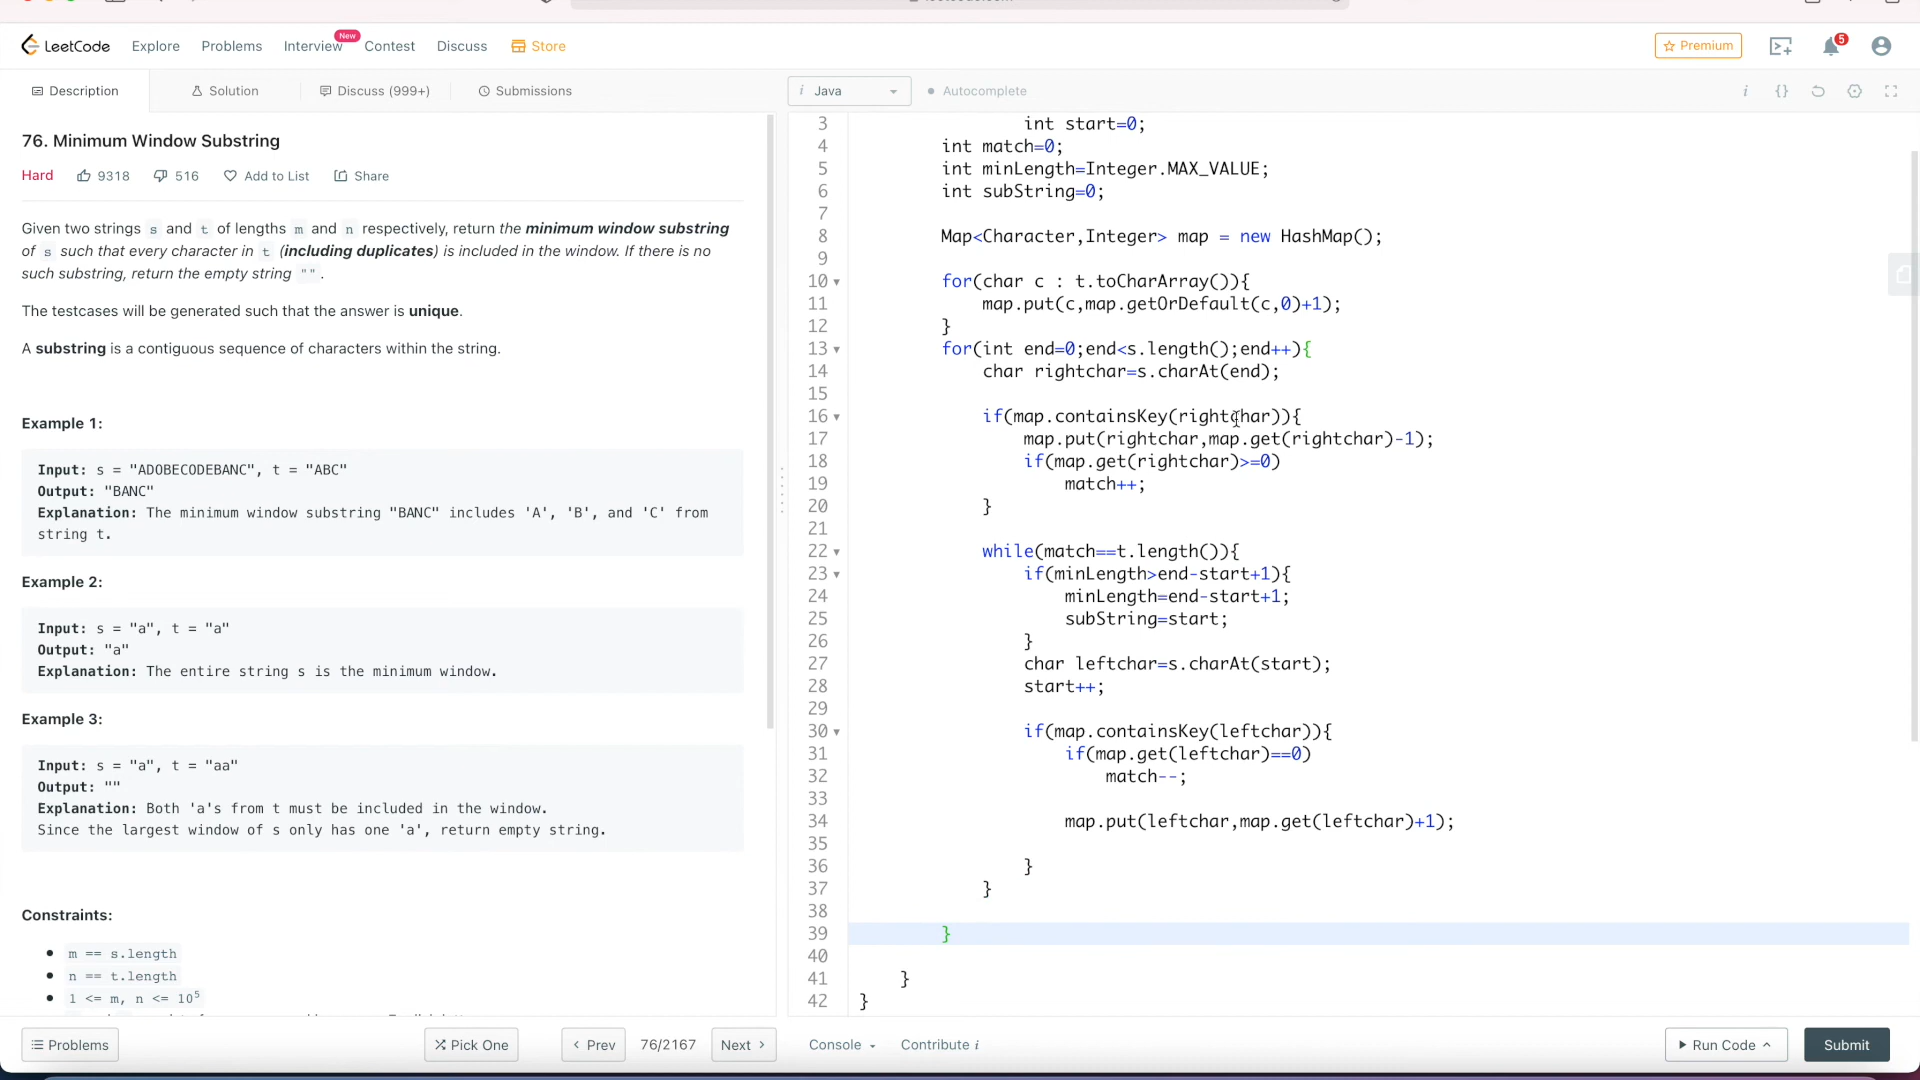 LeetCode Explore Problems Interview New Contest Discuss Store Premium 5
Description Solution Discuss (999+) Submissions i Java Autocomplete i {}
76. Minimum Window Substring
Hard 9318 516 Add to List Share
Given two strings s and t of lengths m and n respectively, return the minimum window substring
of s such that every character in t (including duplicates) is included in the window. If there is no
such substring, return the empty string "".
The testcases will be generated such that the answer is unique.
A substring is a contiguous sequence of characters within the string.
Example 1:
Input: s = "ADOBECODEBANC", t = "ABC"
Output: "BANC"
Explanation: The minimum window substring "BANC" includes 'A', 'B', and 'C' from
string t.
Example 2:
Input: s = "a", t = "a"
Output: "a"
Explanation: The entire string s is the minimum window.
Example 3:
Input: s = "a", t = "aa"
Output: ""
Explanation: Both 'a's from t must be included in the window.
Since the largest window of s only has one 'a', return empty string.
Constraints:
m == s.length
n == t.length
1 <= m, n <= 10^5
3 int start=0;
4 int match=0;
5 int minLength=Integer.MAX_VALUE;
6 int subString=0;
7
8 Map<Character,Integer> map = new HashMap();
9
10 for(char c : t.toCharArray()){
11 map.put(c,map.getOrDefault(c,0)+1);
12 }
13 for(int end=0;end<s.length();end++){
14 char rightchar=s.charAt(end);
15
16 if(map.containsKey(rightchar)){
17 map.put(rightchar,map.get(rightchar)-1);
18 if(map.get(rightchar)>=0)
19 match++;
20 }
21
22 while(match==t.length()){
23 if(minLength>end-start+1){
24 minLength=end-start+1;
25 subString=start;
26 }
27 char leftchar=s.charAt(start);
28 start++;
29
30 if(map.containsKey(leftchar)){
31 if(map.get(leftchar)==0)
32 match--;
33
34 map.put(leftchar,map.get(leftchar)+1);
35
36 }
37 }
38
39 }
40
41 }
42 }
Problems Pick One < Prev 76/2167 Next > Console Contribute i Run Code Submit